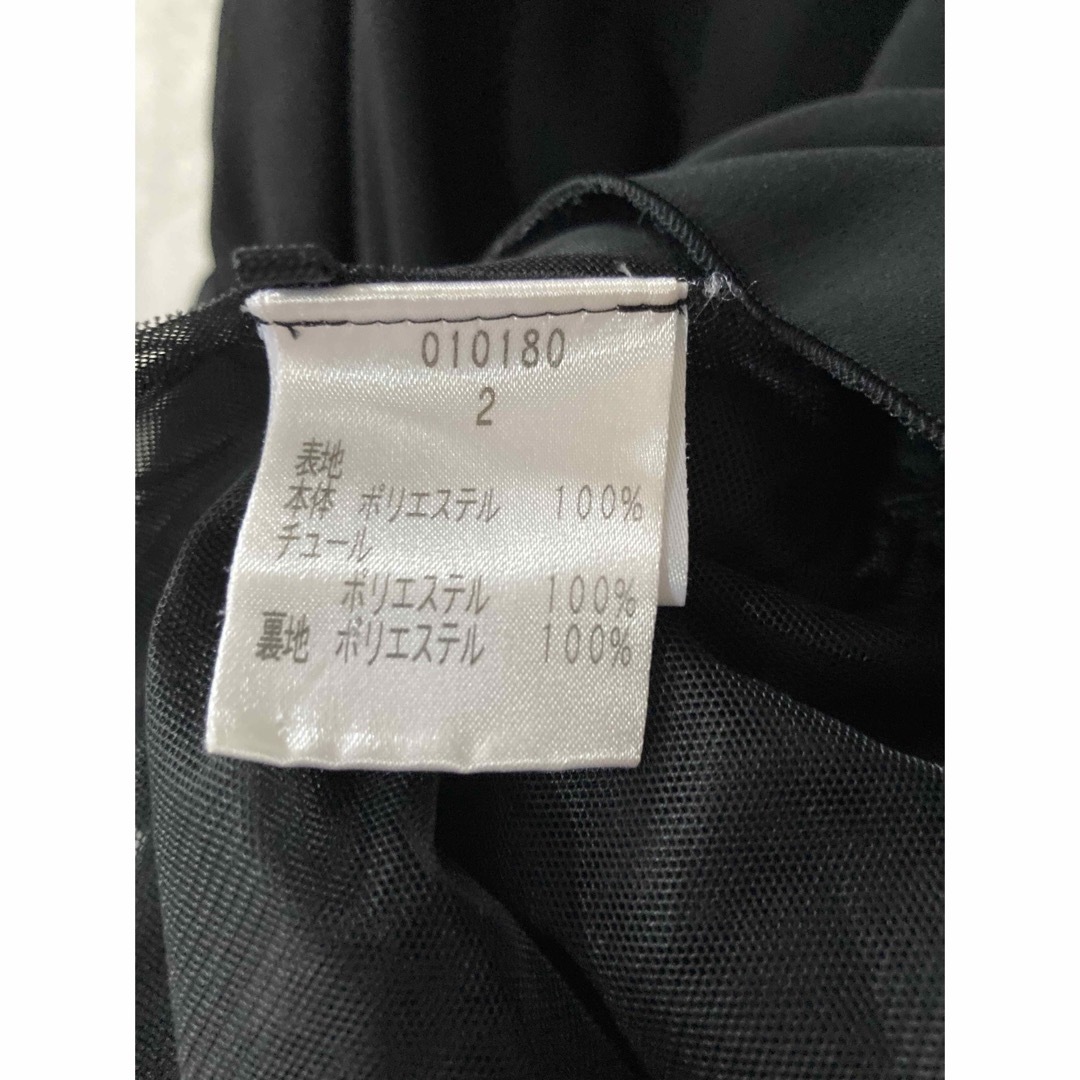 010180
2
表地
本体 ポリエステル 100%
チュール
ポリエステル 100%
裏地 ポリエステル 100%